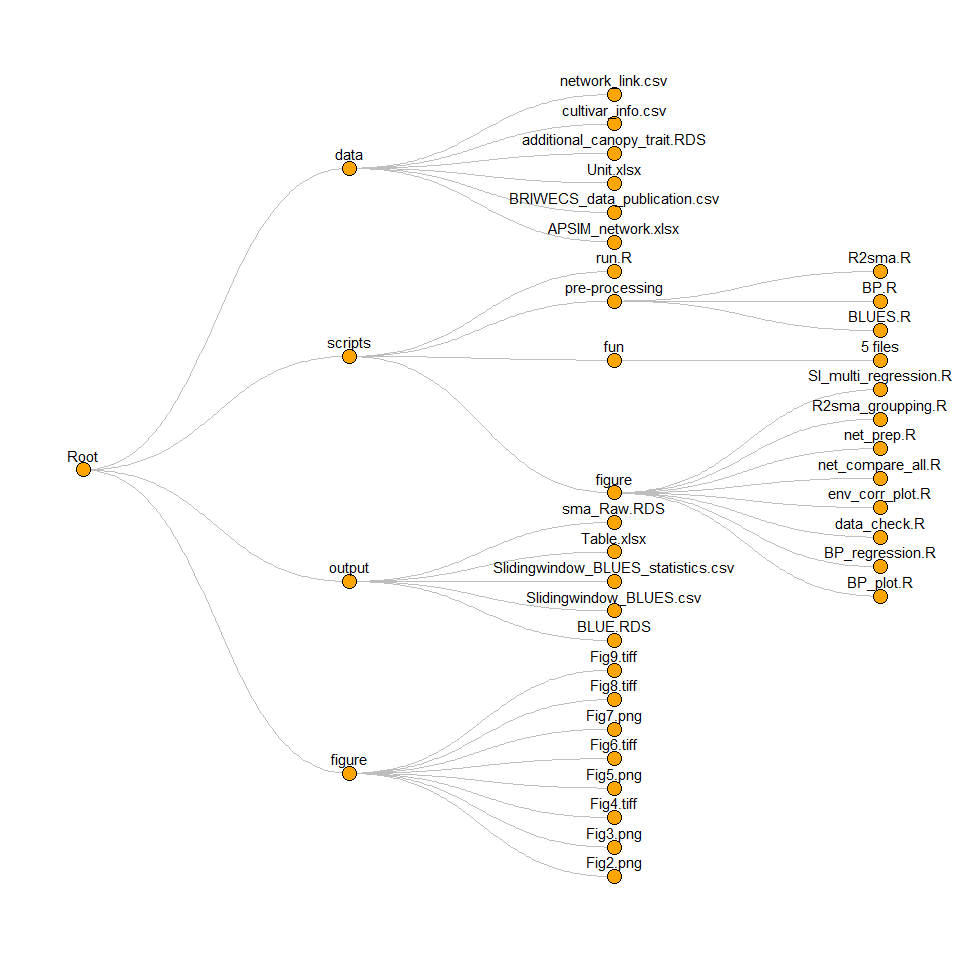 network_link.csv
cultivar_info.csv
additional_canopy_trait.RDS
data
Unit.xlsx
BRIWECS_data_publication.csv
APSIM_network.xlsx
run.R
R2sma.R
pre-processing
BP.R
BLUES.R
scripts
fun
5 files
SI_multi_regression.R
R2sma_groupping.R
net_prep.R
Root
net_compare_all.R
figure
env_corr_plot.R
sma_Raw.RDS
data_check.R
Table.xlsx
BP_regression.R
output
Slidingwindow_BLUES_statistics.csv
BP_plot.R
Slidingwindow_BLUES.csv
BLUE.RDS
Fig9.tiff
Fig8.tiff
Fig7.png
Fig6.tiff
figure
Fig5.png
Fig4.tiff
Fig3.png
Fig2.png